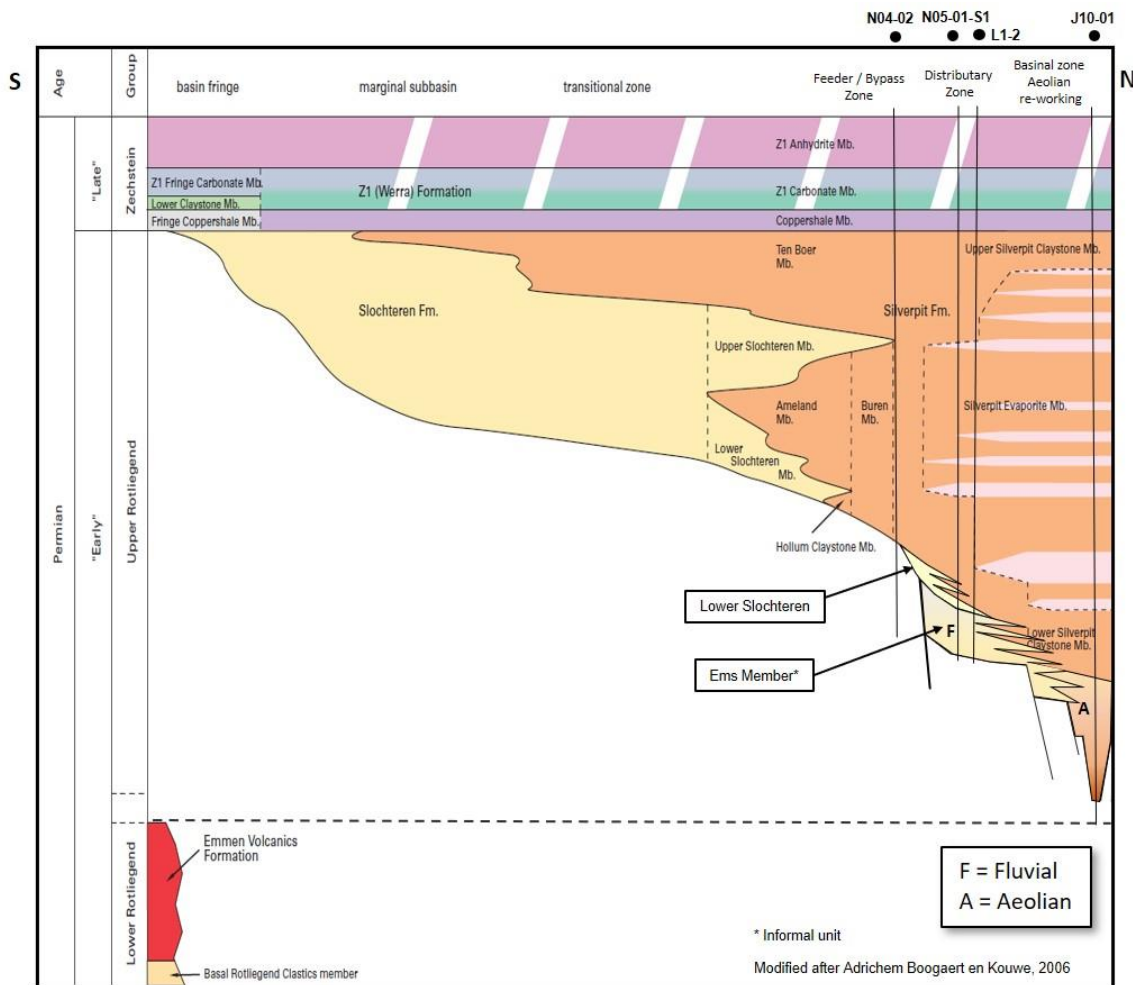 N04-02
N05-01-S1
L1-2
J10-01
S
N
Age
Group
basin fringe
marginal subbasin
transitional zone
Feeder / Bypass
Zone
Distributary
Zone
Basinal zone
Aeolian
re-working
Permian
"Late"
Zechstein
Z1 Anhydrite Mb.
Z1 Fringe Carbonate Mb.
Z1 (Werra) Formation
Z1 Carbonate Mb.
Lower Claystone Mb.
Fringe Coppershale Mb.
Coppershale Mb.
"Early"
Upper Rotliegend
Ten Boer
Mb.
Upper Silverpit Claystone Mb.
Slochteren Fm.
Silverpit Fm.
Upper Slochteren Mb.
Ameland
Mb.
Buren
Mb.
Silverpit Evaporite Mb.
Lower
Slochteren
Mb.
Hollum Claystone Mb.
Lower Slochteren
F
Lower Silverpit
Claystone Mb.
Ems Member*
A
Lower Rotliegend
Emmen Volcanics
Formation
Basal Rotliegend Clastics member
F = Fluvial
A = Aeolian
* Informal unit
Modified after Adrichem Boogaert en Kouwe, 2006